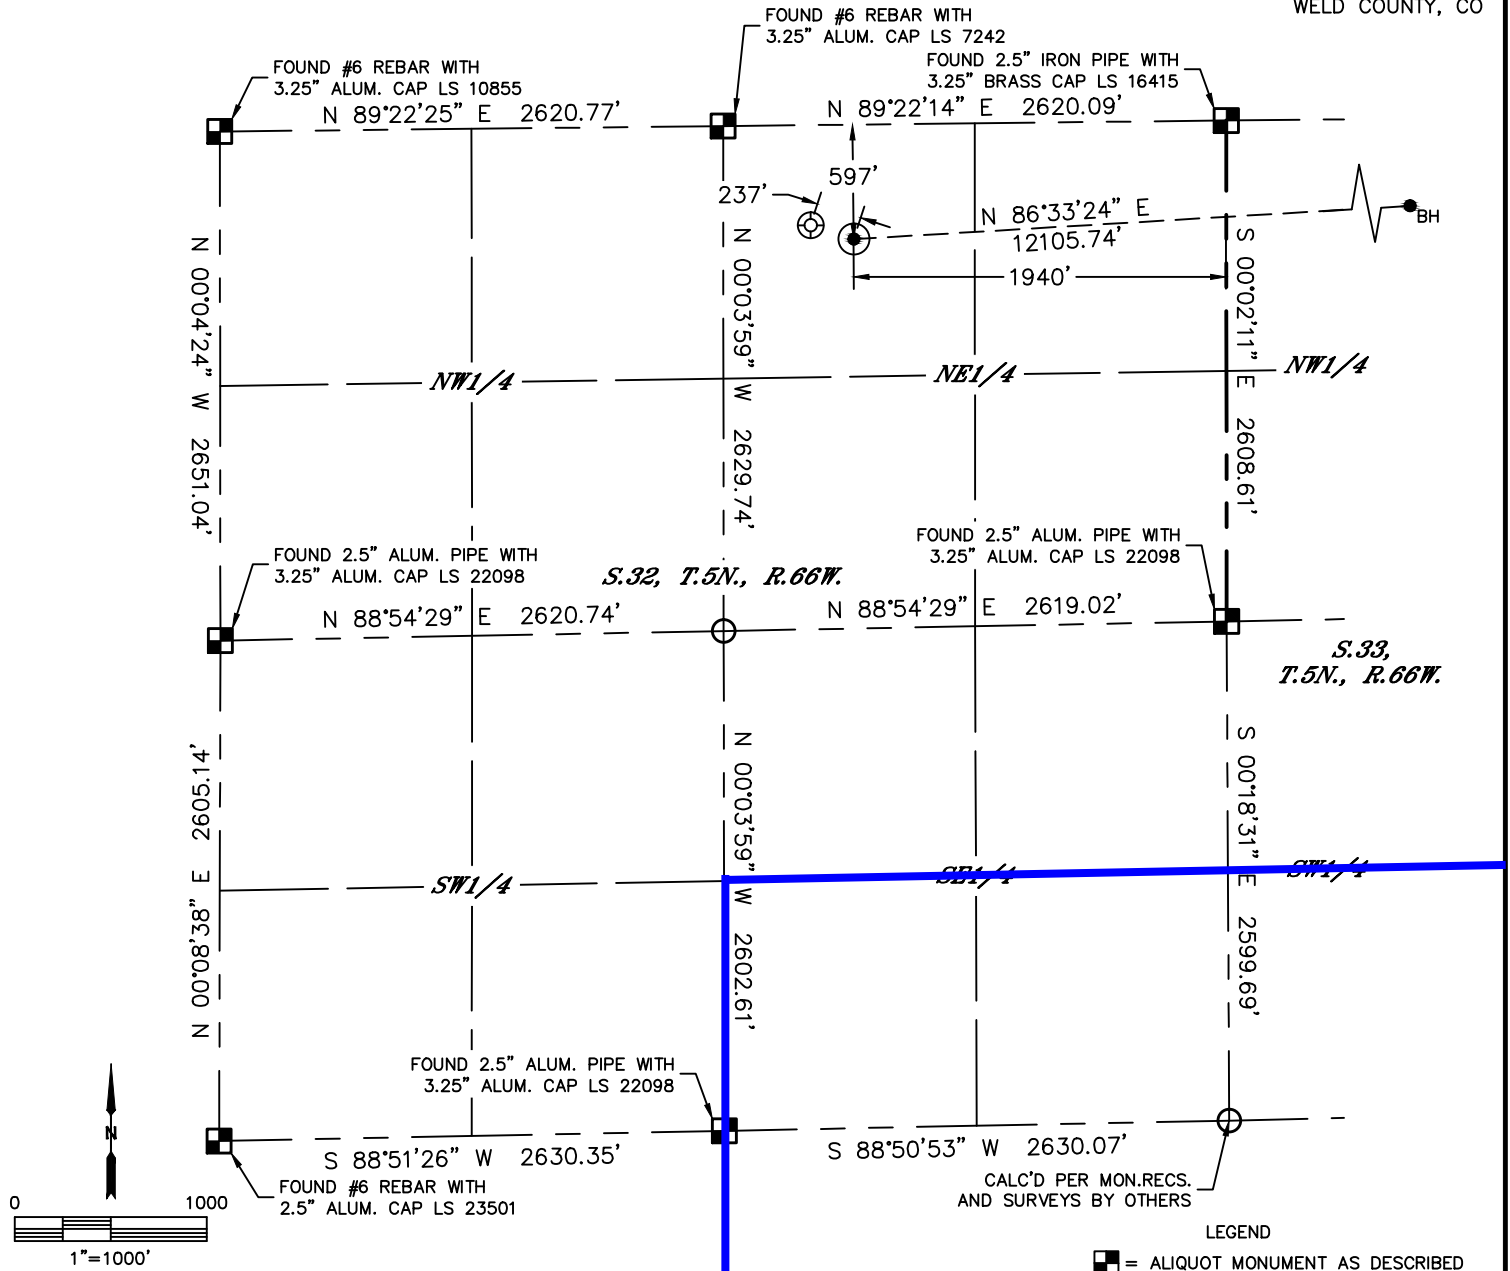 WELD COUNTY, CO
FOUND #6 REBAR WITH
3.25" ALUM. CAP LS 7242
FOUND 2.5" IRON PIPE WITH
3.25" BRASS CAP LS 16415
FOUND #6 REBAR WITH
3.25" ALUM. CAP LS 10855
N 89°22'25" E 2620.77'
N 89°22'14" E 2620.09'
597'
237'
N 86°33'24" E
12105.74'
BH
1940'
N 00°04'24" W 2651.04'
N 00°03'59" W 2629.74'
S 00°02'11" E 2608.61'
NW1/4
NE1/4
NW1/4
FOUND 2.5" ALUM. PIPE WITH
3.25" ALUM. CAP LS 22098
FOUND 2.5" ALUM. PIPE WITH
3.25" ALUM. CAP LS 22098
S.32, T.5N., R.66W.
N 88°54'29" E 2620.74'
N 88°54'29" E 2619.02'
S.33,
T.5N., R.66W.
N 00°08'38" E 2605.14'
N 00°03'59" W 2602.61'
S 00°18'31" E 2599.69'
SW1/4
SE1/4
SW1/4
FOUND 2.5" ALUM. PIPE WITH
3.25" ALUM. CAP LS 22098
N
S 88°51'26" W 2630.35'
S 88°50'53" W 2630.07'
FOUND #6 REBAR WITH
2.5" ALUM. CAP LS 23501
CALC'D PER MON.RECS.
AND SURVEYS BY OTHERS
0 1000
1"=1000'
LEGEND
= ALIQUOT MONUMENT AS DESCRIBED